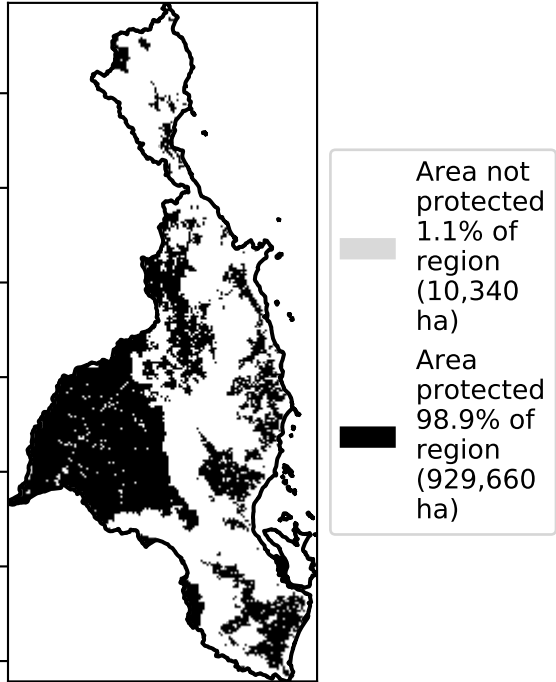 Area not
protected
1.1% of
region
(10,340
ha)
Area
protected
98.9% of
region
(929,660
ha)